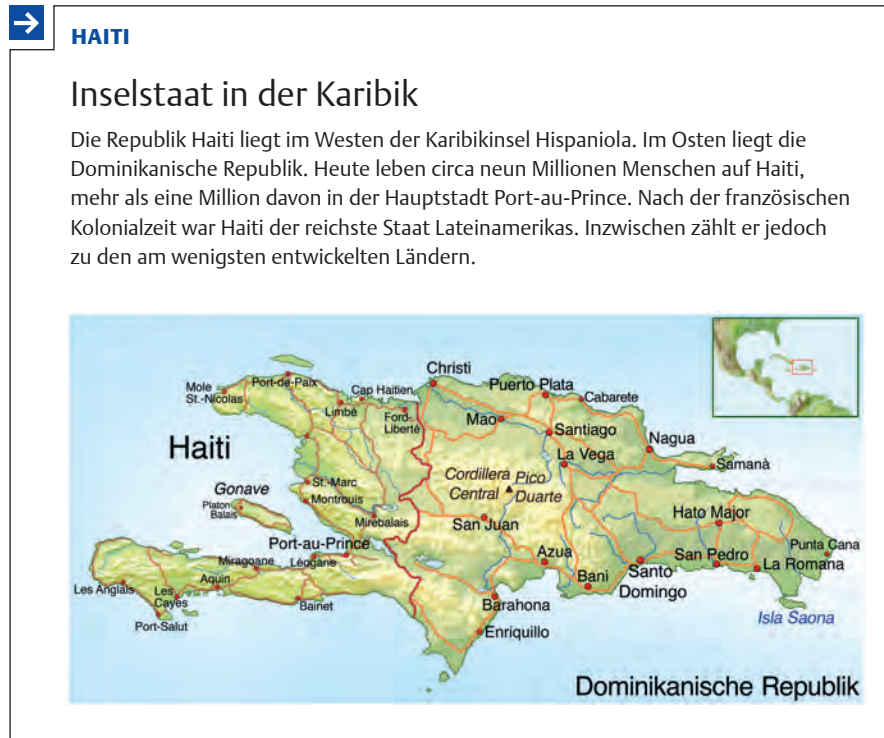 HAITI
Inselstaat in der Karibik
Die Republik Haiti liegt im Westen der Karibikinsel Hispaniola. Im Osten liegt die
Dominikanische Republik. Heute leben circa neun Millionen Menschen auf Haiti,
mehr als eine Million davon in der Hauptstadt Port-au-Prince. Nach der französischen
Kolonialzeit war Haiti der reichste Staat Lateinamerikas. Inzwischen zählt er jedoch
zu den am wenigsten entwickelten Ländern.
Christi
Port-de-Paix
Mole
St.-Nicolas
Cap Haitien
Puerto Plata
Cabarete
Limbé
Ford-
Liberté
Mao
Santiago
Haiti
Nagua
La Vega
Samanà
Cordillera
Central
Pico
Duarte
St.-Marc
Gonave
Montrouis
Platon
Balais
Mirebalais
San Juan
Hato Major
Port-au-Prince
Punta Cana
Miragoane
Léogane
Azua
San Pedro
La Romana
Les Anglais
Aquin
Les
Cayes
Bani
Santo
Domingo
Bainet
Barahona
Port-Salut
Isla Saona
Enriquillo
Dominikanische Republik